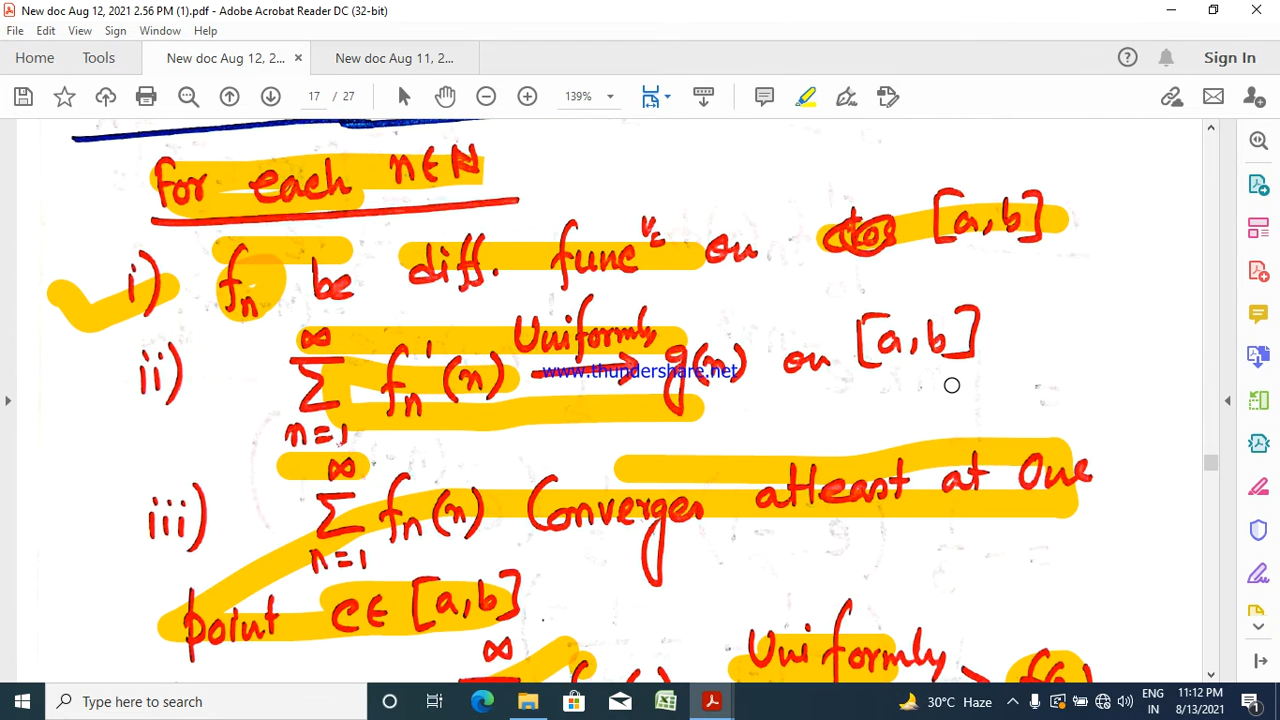 New doc Aug 12, 2021 2.56 PM (1).pdf - Adobe Acrobat Reader DC (32-bit)
File Edit View Sign Window Help
Home Tools New doc Aug 12, 2... × New doc Aug 11, 2... Sign In
17 / 27 139%
for each n∈N
i) fn be diff. func on [a,b]
ii) ∞ Σ n=1 fn'(n) Uniformly → g(n) on [a,b]
www.thundershare.net
iii) ∞ Σ n=1 fn(n) Converges atleast at One
point C∈ [a,b]
∞ Uniformly
Type here to search 30°C Haze ENG IN 11:12 PM 8/13/2021 1